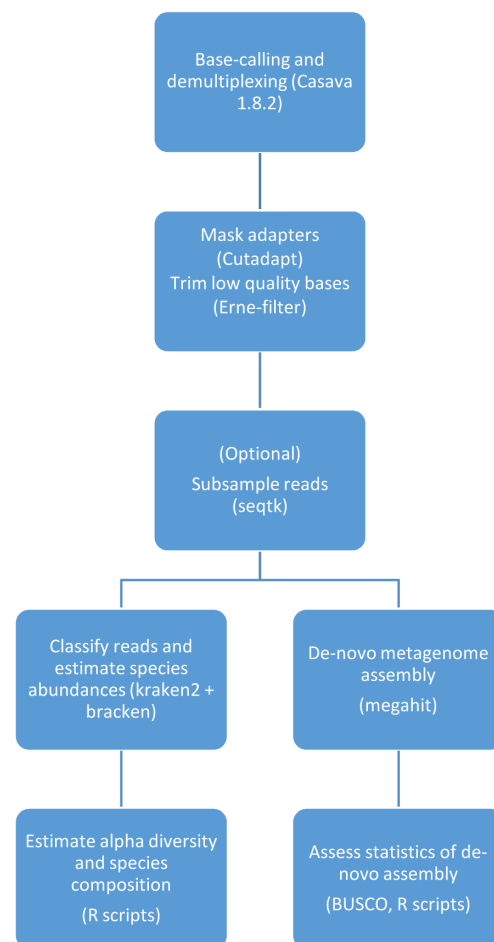 Base-calling and
demultiplexing (Casava
1.8.2)
Mask adapters
(Cutadapt)
Trim low quality bases
(Erne-filter)
(Optional)
Subsample reads
(seqtk)
Classify reads and
estimate species
abundances (kraken2 +
bracken)
De-novo metagenome
assembly
(megahit)
Estimate alpha diversity
and species
composition
(R scripts)
Assess statistics of de-
novo assembly
(BUSCO, R scripts)